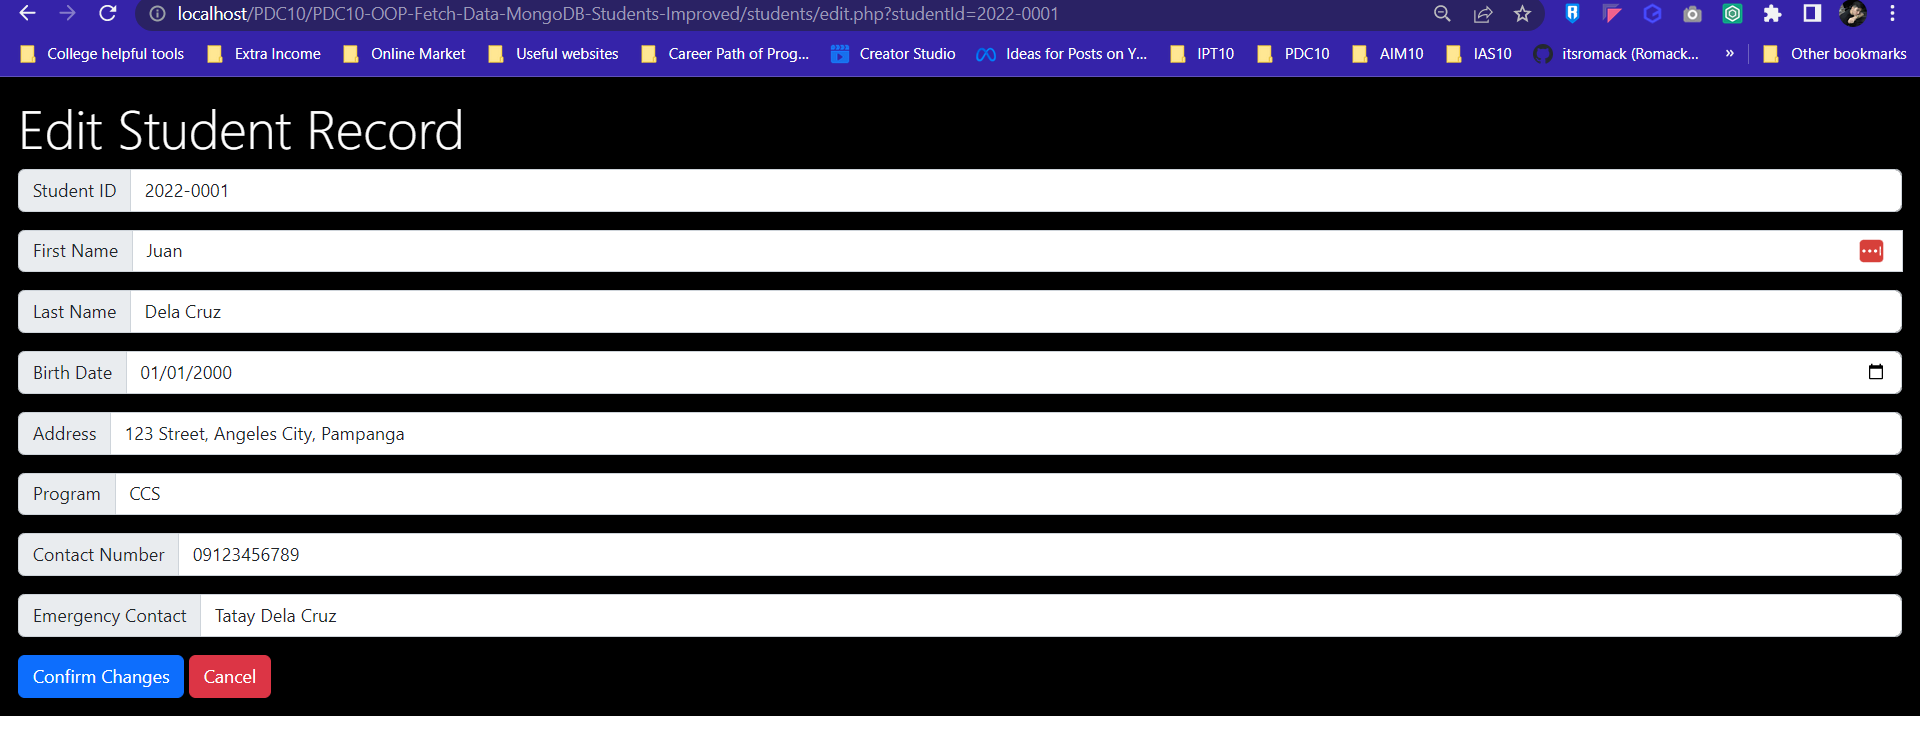 localhost/PDC10/PDC10-OOP-Fetch-Data-MongoDB-Students-Improved/students/edit.php?studentId=2022-0001
College helpful tools Extra Income Online Market Useful websites Career Path of Prog... Creator Studio Ideas for Posts on Y... IPT10 PDC10 AIM10 IAS10 itsromack (Romack... » Other bookmarks
Edit Student Record
Student ID 2022-0001
First Name Juan
Last Name Dela Cruz
Birth Date 01/01/2000
Address 123 Street, Angeles City, Pampanga
Program CCS
Contact Number 09123456789
Emergency Contact Tatay Dela Cruz
Confirm Changes Cancel